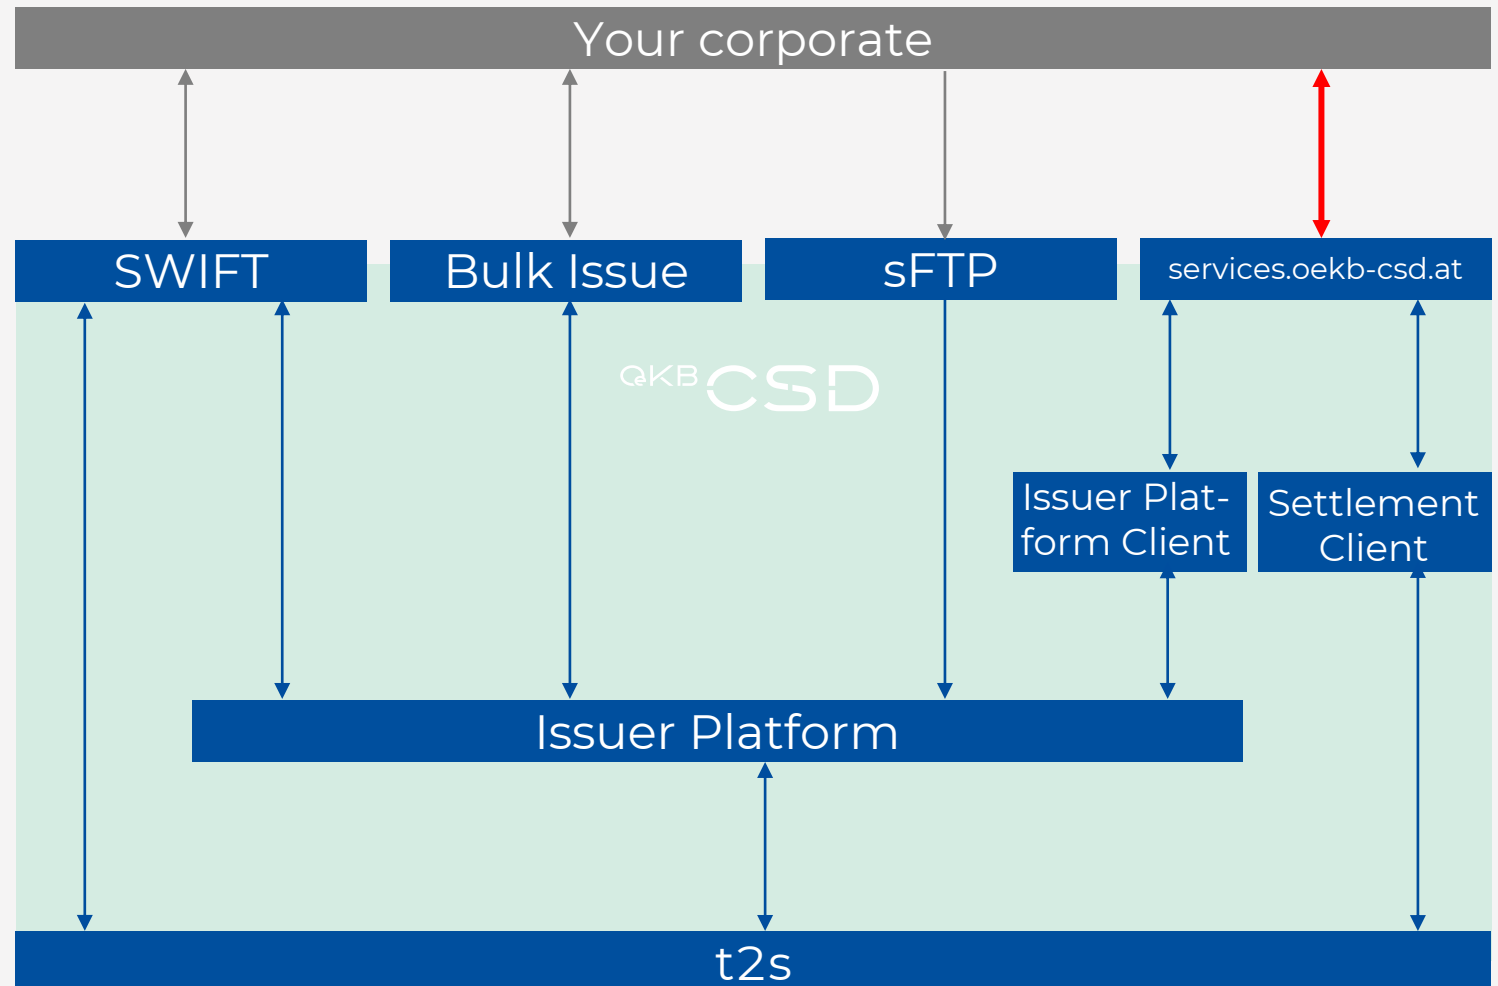 Your corporate
SWIFT
Bulk Issue
sFTP
services.oekb-csd.at
OeKB CSD
Issuer Plat-
form Client
Settlement
Client
Issuer Platform
t2s